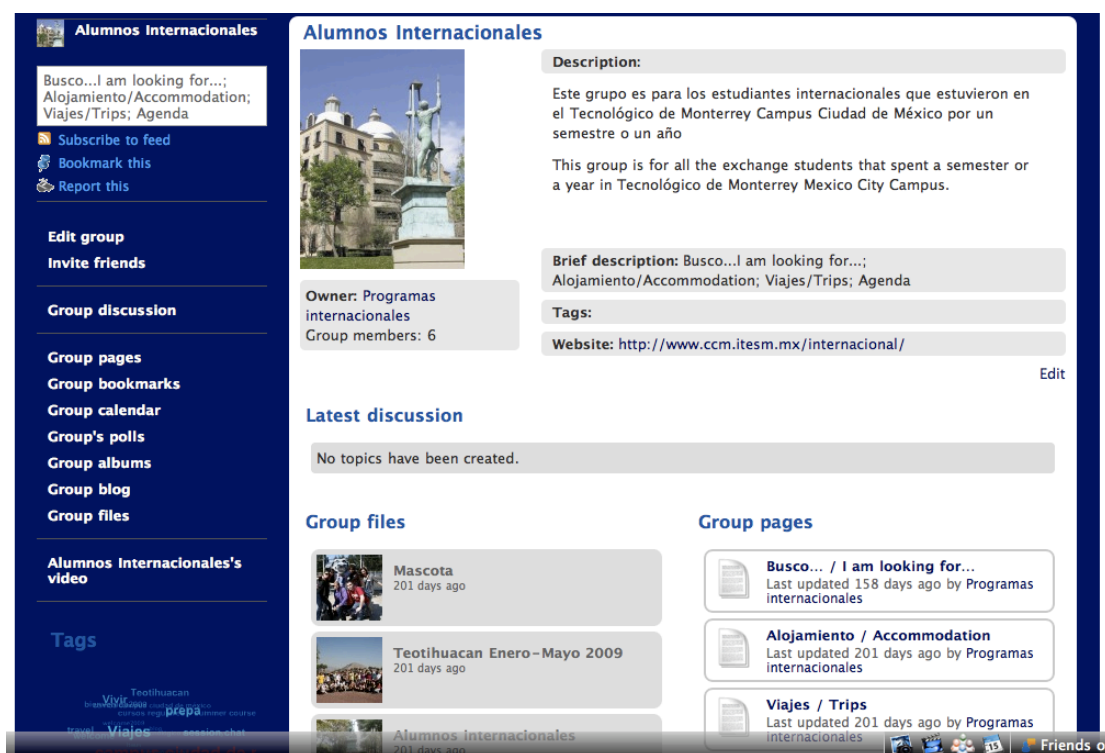 Alumnos Internacionales
Busco...I am looking for...;
Alojamiento/Accommodation;
Viajes/Trips; Agenda
Subscribe to feed
Bookmark this
Report this
Edit group
Invite friends
Group discussion
Group pages
Group bookmarks
Group calendar
Group's polls
Group albums
Group blog
Group files
Alumnos Internacionales's
video
Tags
Teotihuacan
Vivir
ciudad de mexico
prepa
travel
Viajes
Alumnos Internacionales
Owner: Programas
internacionales
Group members: 6
Description:
Este grupo es para los estudiantes internacionales que estuvieron en
el Tecnológico de Monterrey Campus Ciudad de México por un
semestre o un año
This group is for all the exchange students that spent a semester or
a year in Tecnológico de Monterrey Mexico City Campus.
Brief description: Busco...I am looking for...;
Alojamiento/Accommodation; Viajes/Trips; Agenda
Tags:
Website: http://www.ccm.itesm.mx/internacional/
Edit
Latest discussion
No topics have been created.
Group files
Mascota
201 days ago
Teotihuacan Enero-Mayo 2009
201 days ago
Alumnos internacionales
201 days ago
Group pages
Busco... / I am looking for...
Last updated 158 days ago by Programas
internacionales
Alojamiento / Accommodation
Last updated 201 days ago by Programas
internacionales
Viajes / Trips
Last updated 201 days ago by Programas
internacionales
15
Friends